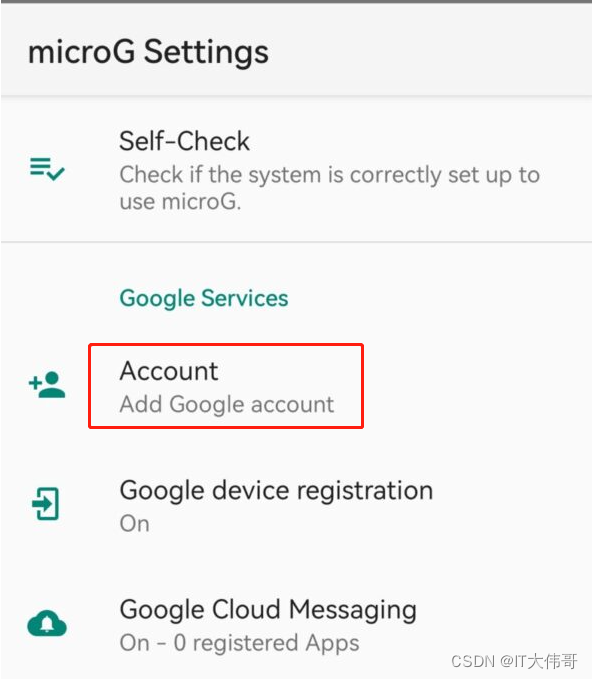 microG Settings
Self-Check
Check if the system is correctly set up to
use microG.
Google Services
Account
Add Google account
Google device registration
On
Google Cloud Messaging
On - 0 registered Apps
CSDN @IT大伟哥